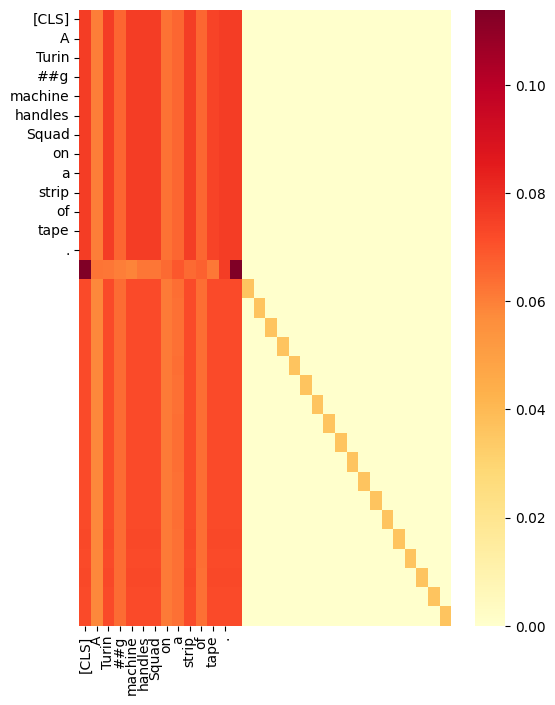 [CLS]
A
Turin
##g
machine
handles
Squad
on
a
strip
of
tape
.
[CLS]
A
Turin
##g
machine
handles
Squad
on
a
strip
of
tape
.
0.10
0.08
0.06
0.04
0.02
0.00